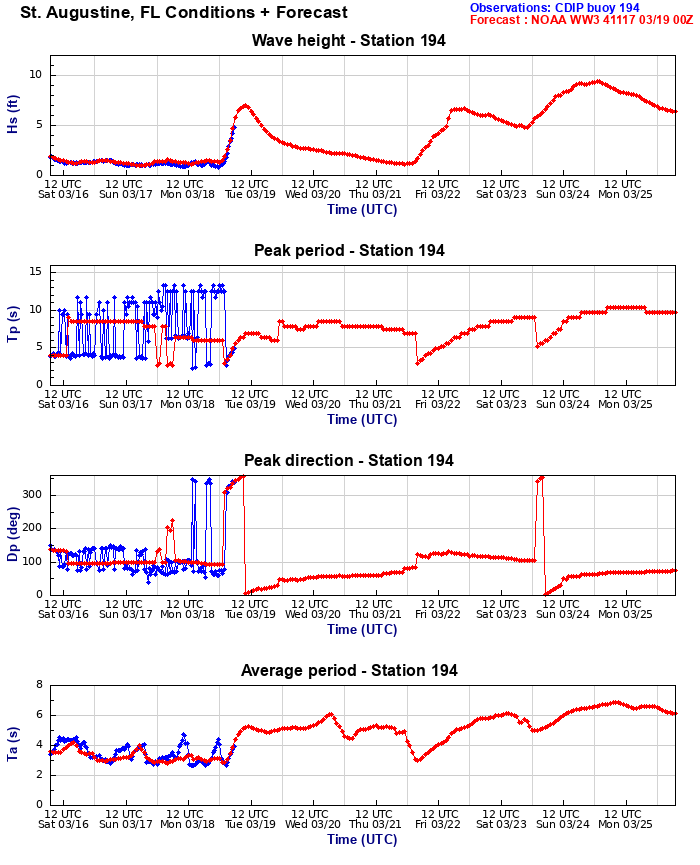 St. Augustine, FL Conditions + Forecast
Observations: CDIP buoy 194
Forecast : NOAA WW3 41117 03/19 00Z
Wave height - Station 194
Hs (ft)
10
5
0
12 UTC 12 UTC 12 UTC 12 UTC 12 UTC 12 UTC 12 UTC 12 UTC 12 UTC 12 UTC
Sat 03/16 Sun 03/17 Mon 03/18 Tue 03/19 Wed 03/20 Thu 03/21 Fri 03/22 Sat 03/23 Sun 03/24 Mon 03/25
Time (UTC)
Peak period - Station 194
Tp (s)
15
10
5
0
12 UTC 12 UTC 12 UTC 12 UTC 12 UTC 12 UTC 12 UTC 12 UTC 12 UTC 12 UTC
Sat 03/16 Sun 03/17 Mon 03/18 Tue 03/19 Wed 03/20 Thu 03/21 Fri 03/22 Sat 03/23 Sun 03/24 Mon 03/25
Time (UTC)
Peak direction - Station 194
Dp (deg)
300
200
100
0
12 UTC 12 UTC 12 UTC 12 UTC 12 UTC 12 UTC 12 UTC 12 UTC 12 UTC 12 UTC
Sat 03/16 Sun 03/17 Mon 03/18 Tue 03/19 Wed 03/20 Thu 03/21 Fri 03/22 Sat 03/23 Sun 03/24 Mon 03/25
Time (UTC)
Average period - Station 194
Ta (s)
8
6
4
2
0
12 UTC 12 UTC 12 UTC 12 UTC 12 UTC 12 UTC 12 UTC 12 UTC 12 UTC 12 UTC
Sat 03/16 Sun 03/17 Mon 03/18 Tue 03/19 Wed 03/20 Thu 03/21 Fri 03/22 Sat 03/23 Sun 03/24 Mon 03/25
Time (UTC)